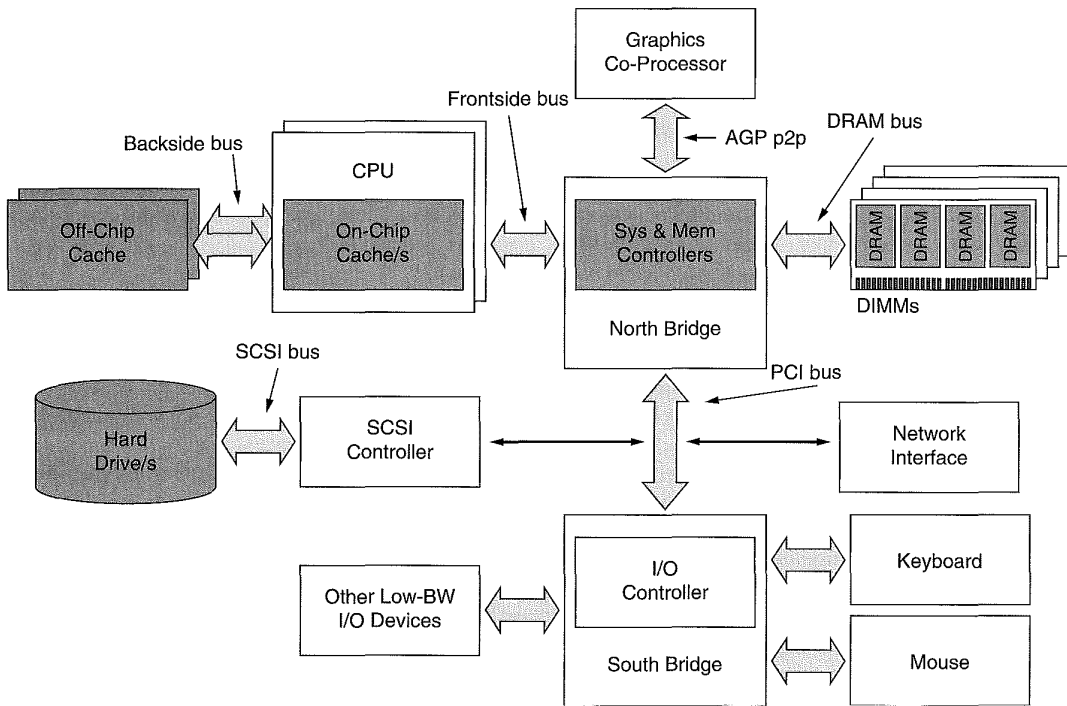 Graphics
Co-Processor
Frontside bus
AGP p2p
DRAM bus
Backside bus
CPU
Off-Chip
Cache
On-Chip
Cache/s
Sys & Mem
Controllers
DRAM
DRAM
DRAM
DRAM
DIMMs
North Bridge
SCSI bus
PCI bus
Hard
Drive/s
SCSI
Controller
Network
Interface
Other Low-BW
I/O Devices
I/O
Controller
South Bridge
Keyboard
Mouse